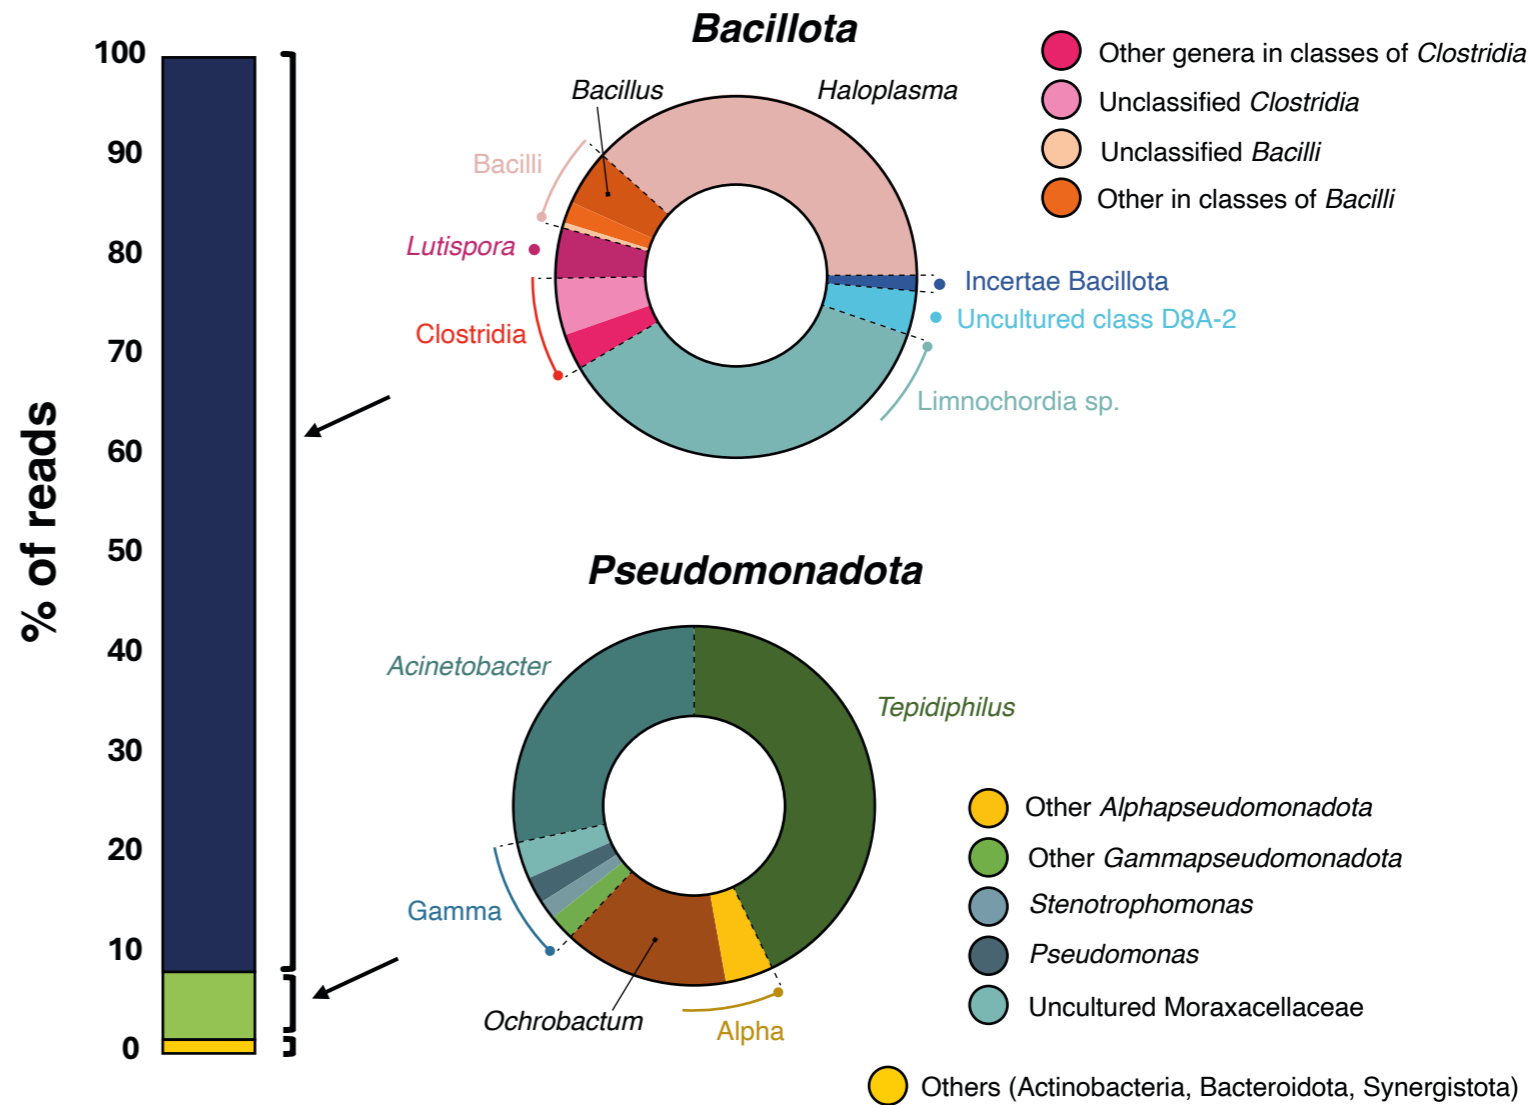 % of reads
100
90
80
70
60
50
40
30
20
10
0
Bacillota
Bacillus
Haloplasma
Bacilli
Lutispora
Clostridia
Incertae Bacillota
Uncultured class D8A-2
Limnochordia sp.
Other genera in classes of Clostridia
Unclassified Clostridia
Unclassified Bacilli
Other in classes of Bacilli
Pseudomonadota
Acinetobacter
Tepidiphilus
Gamma
Ochrobactum
Alpha
Other Alphapseudomonadota
Other Gammapseudomonadota
Stenotrophomonas
Pseudomonas
Uncultured Moraxacellaceae
Others (Actinobacteria, Bacteroidota, Synergistota)